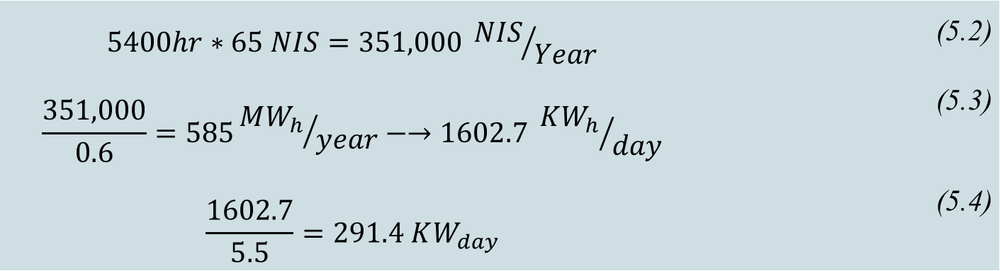 5400hr ∗ 65 NIS = 351,000 NIS/Year (5.2)
351,000/0.6 = 585 MWh/year −→ 1602.7 KWh/day (5.3)
1602.7/5.5 = 291.4 KWday (5.4)